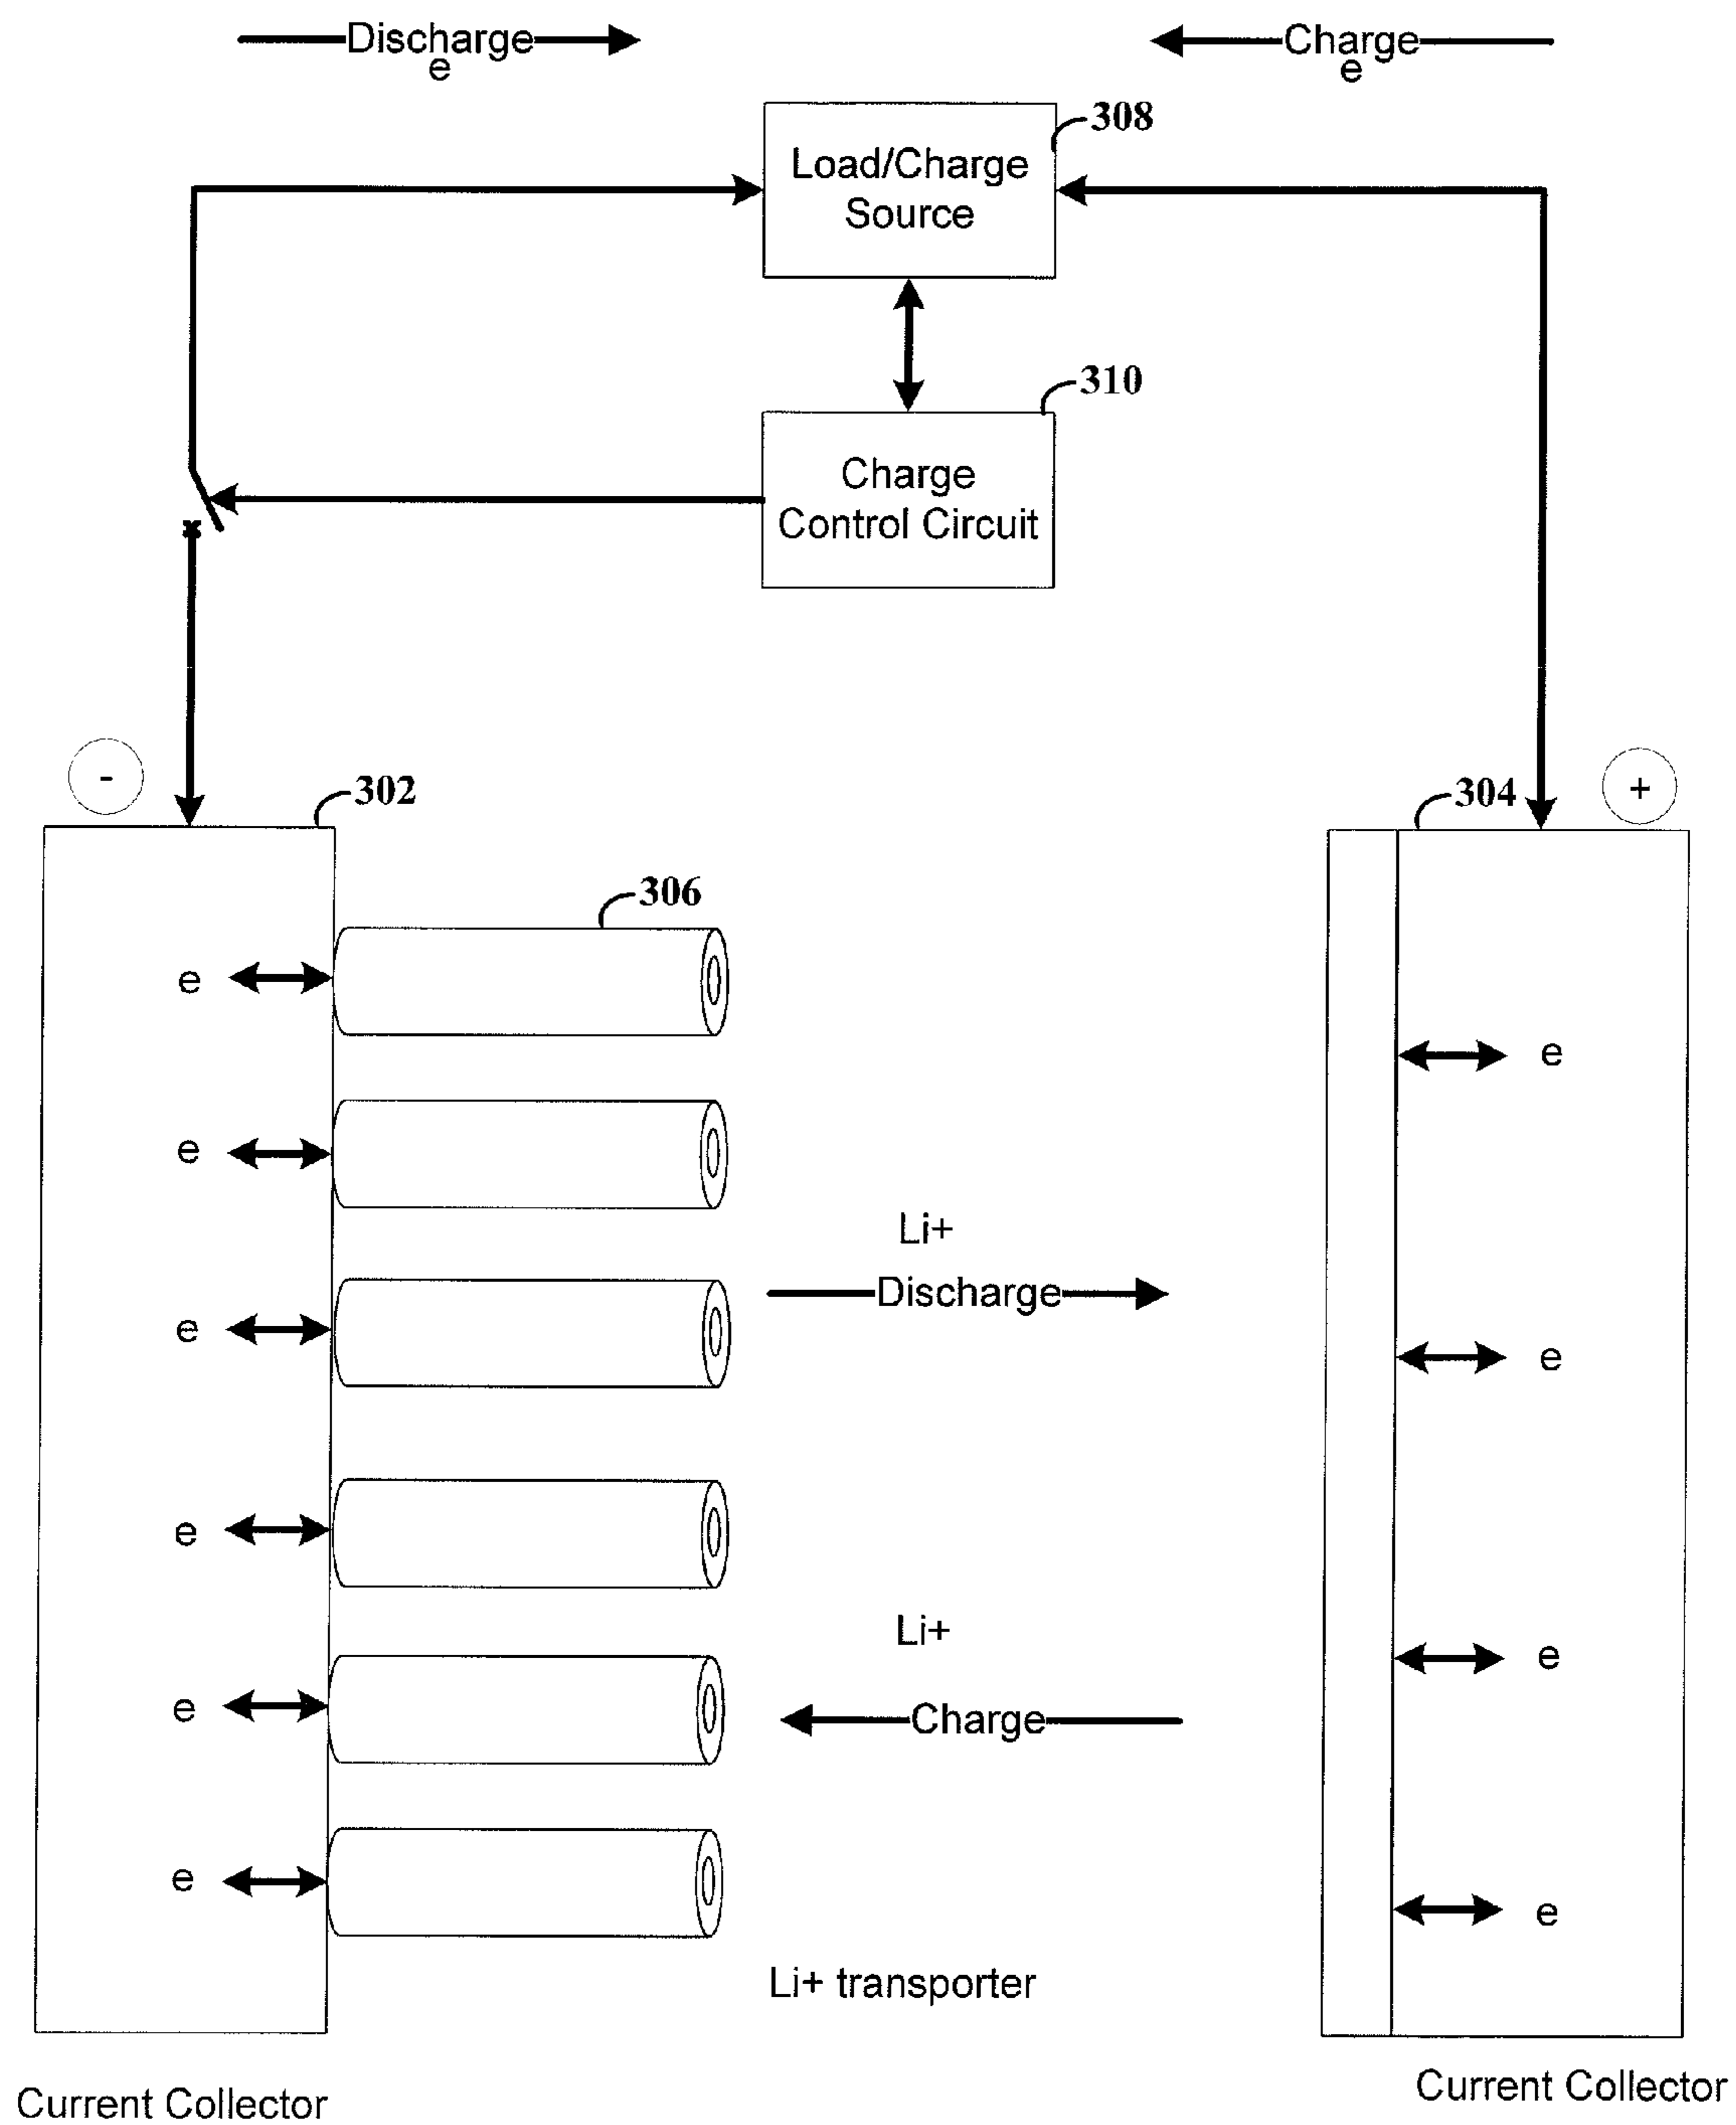 Discharge
e
Charge
e
308
Load/Charge
Source
310
Charge
Control Circuit
-
302
304
+
306
e
e
e
e
Li+
e
Discharge
e
e
Li+
e
e
Charge
e
e
Li+ transporter
Current Collector
Current Collector